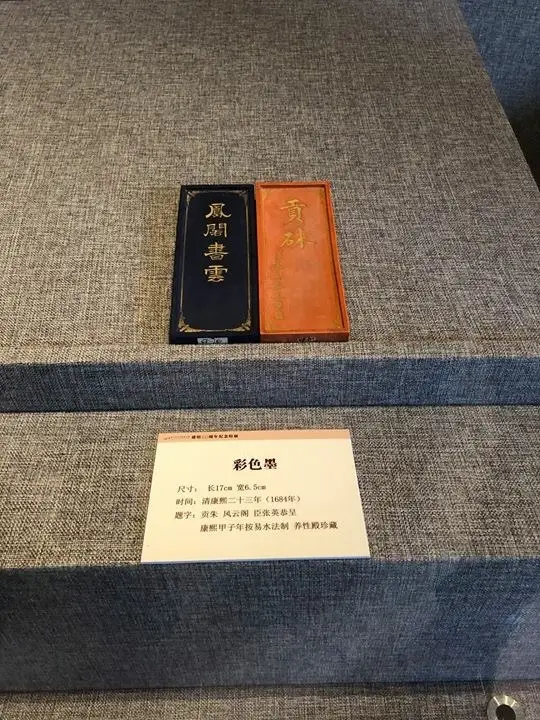 鳳閣書雲
貢硃
彩色墨
尺寸： 长17cm 宽6.5cm
时间：清康熙二十三年（1684年）
题字：贡朱 风云阁 臣张英恭呈
康熙甲子年按易水法制 养性殿珍藏